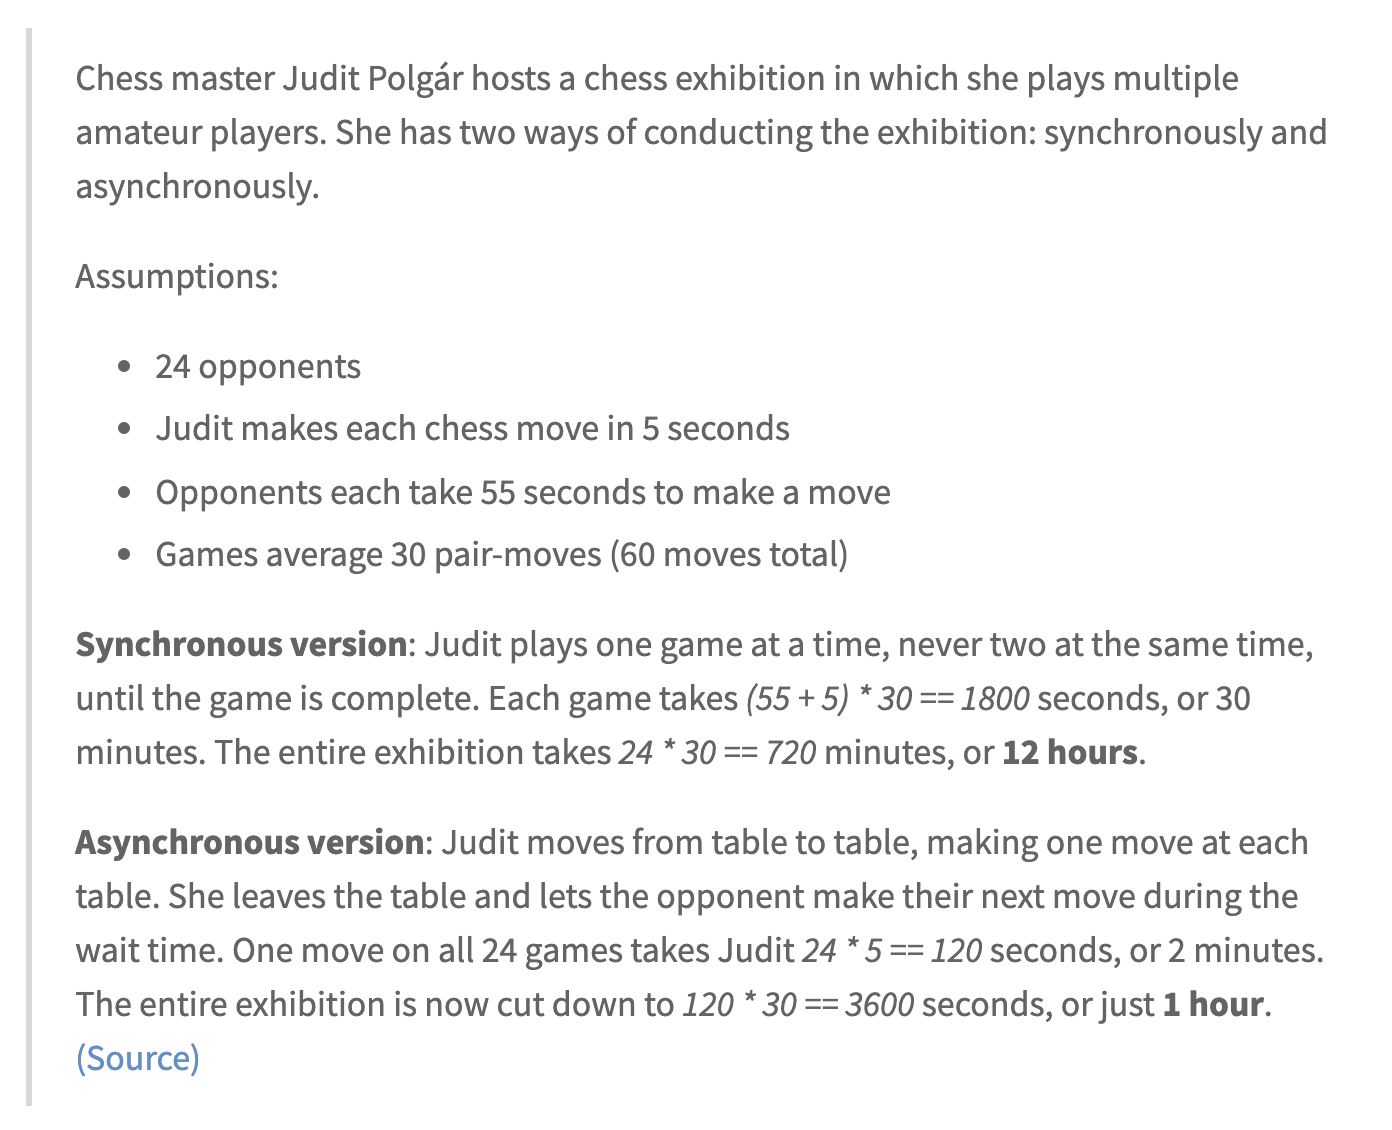 Chess master Judit Polgár hosts a chess exhibition in which she plays multiple
amateur players. She has two ways of conducting the exhibition: synchronously and
asynchronously.
Assumptions:
• 24 opponents
• Judit makes each chess move in 5 seconds
• Opponents each take 55 seconds to make a move
• Games average 30 pair-moves (60 moves total)
Synchronous version: Judit plays one game at a time, never two at the same time,
until the game is complete. Each game takes (55 + 5) * 30 == 1800 seconds, or 30
minutes. The entire exhibition takes 24 * 30 == 720 minutes, or 12 hours.
Asynchronous version: Judit moves from table to table, making one move at each
table. She leaves the table and lets the opponent make their next move during the
wait time. One move on all 24 games takes Judit 24 * 5 == 120 seconds, or 2 minutes.
The entire exhibition is now cut down to 120 * 30 == 3600 seconds, or just 1 hour.
(Source)